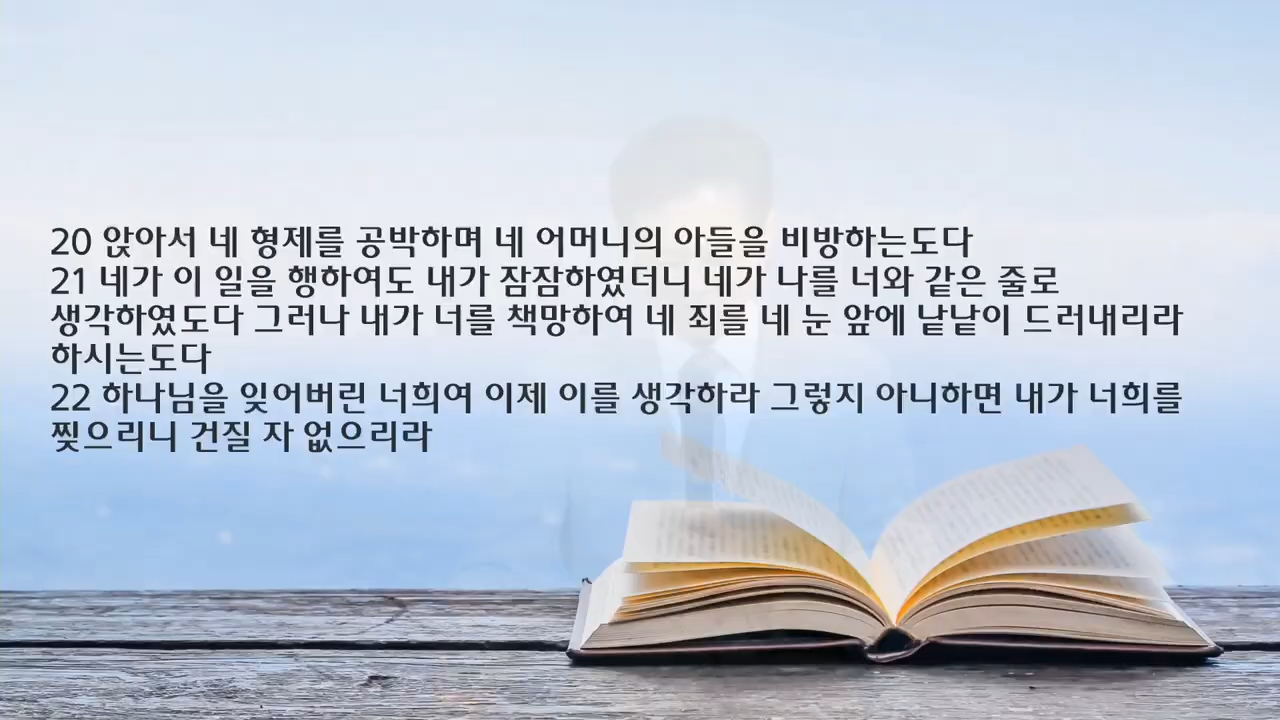 20 앉아서 네 형제를 공박하며 네 어머니의 아들을 비방하는도다
21 네가 이 일을 행하여도 내가 잠잠하였더니 네가 나를 너와 같은 줄로
생각하였도다 그러나 내가 너를 책망하여 네 죄를 네 눈 앞에 낱낱이 드러내리라
하시는도다
22 하나님을 잊어버린 너희여 이제 이를 생각하라 그렇지 아니하면 내가 너희를
찢으리니 건질 자 없으리라